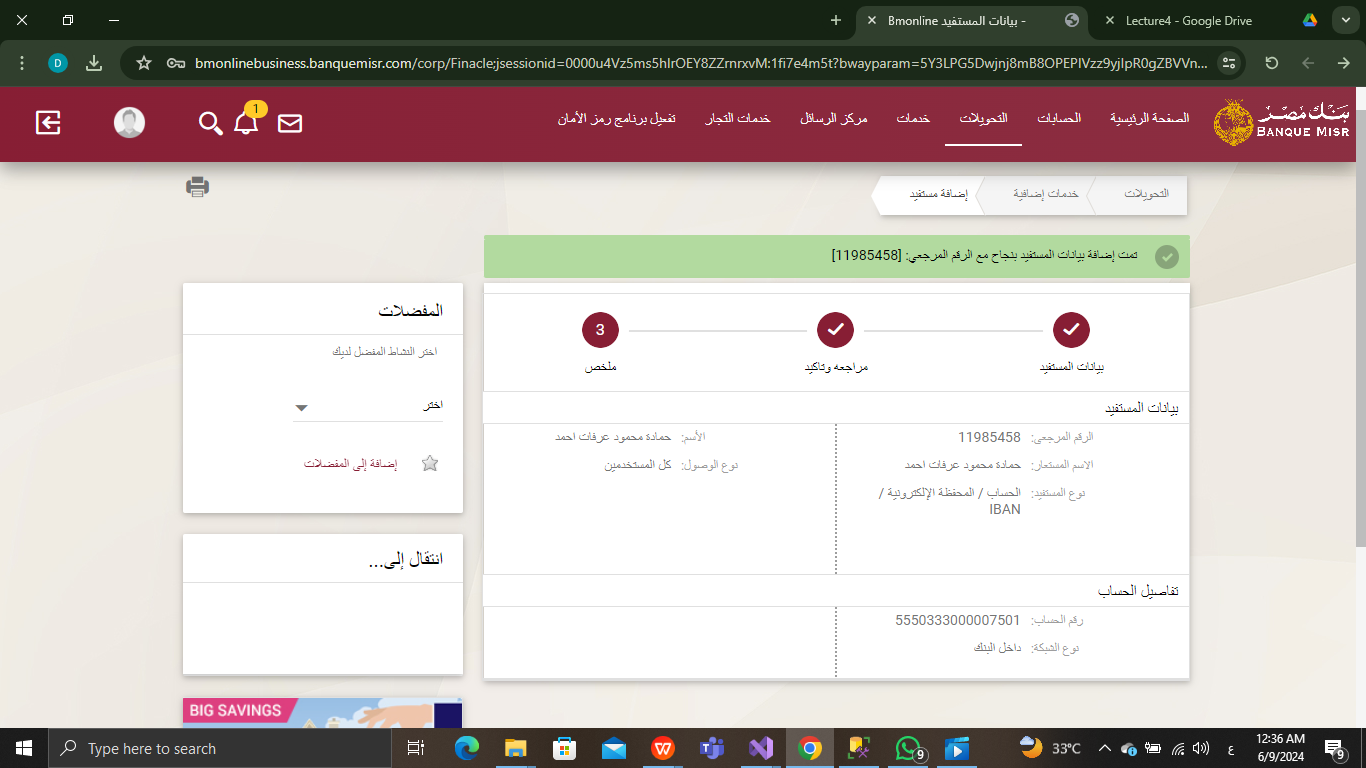 Bmonline بيانات المستفيد -
Lecture4 - Google Drive
D
bmonlinebusiness.banquemisr.com/corp/Finacle;jsessionid=0000u4Vz5ms5hIrOEY8ZZrnrxvM:1fi7e4m5t?bwayparam=5Y3LPG5Dwjnj8mB8OPEPIVzz9yjIpR0gZBVVn...
بنك مصر
BANQUE MISR
الصفحة الرئيسية
الحسابات
التحويلات
خدمات
مركز الرسائل
خدمات التجار
تفعيل برنامج رمز الأمان
1
التحويلات
خدمات إضافية
إضافة مستفيد
تمت إضافة بيانات المستفيد بنجاح مع الرقم المرجعي: [11985458]
بيانات المستفيد
مراجعه وتاكيد
3
ملخص
بيانات المستفيد
الرقم المرجعي: 11985458
الأسم: حمادة محمود عرفات احمد
الاسم المستعار: حمادة محمود عرفات احمد
نوع الوصول: كل المستخدمين
نوع المستفيد: الحساب / المحفظة الإلكترونية /
IBAN
تفاصيل الحساب
رقم الحساب: 5550333000007501
نوع الشبكة: داخل البنك
المفضلات
اختر النشاط المفضل لديك
اختر
إضافة إلى المفضلات
انتقال إلى...
BIG SAVINGS
Type here to search
9
33°C
ع
12:36 AM
6/9/2024
9